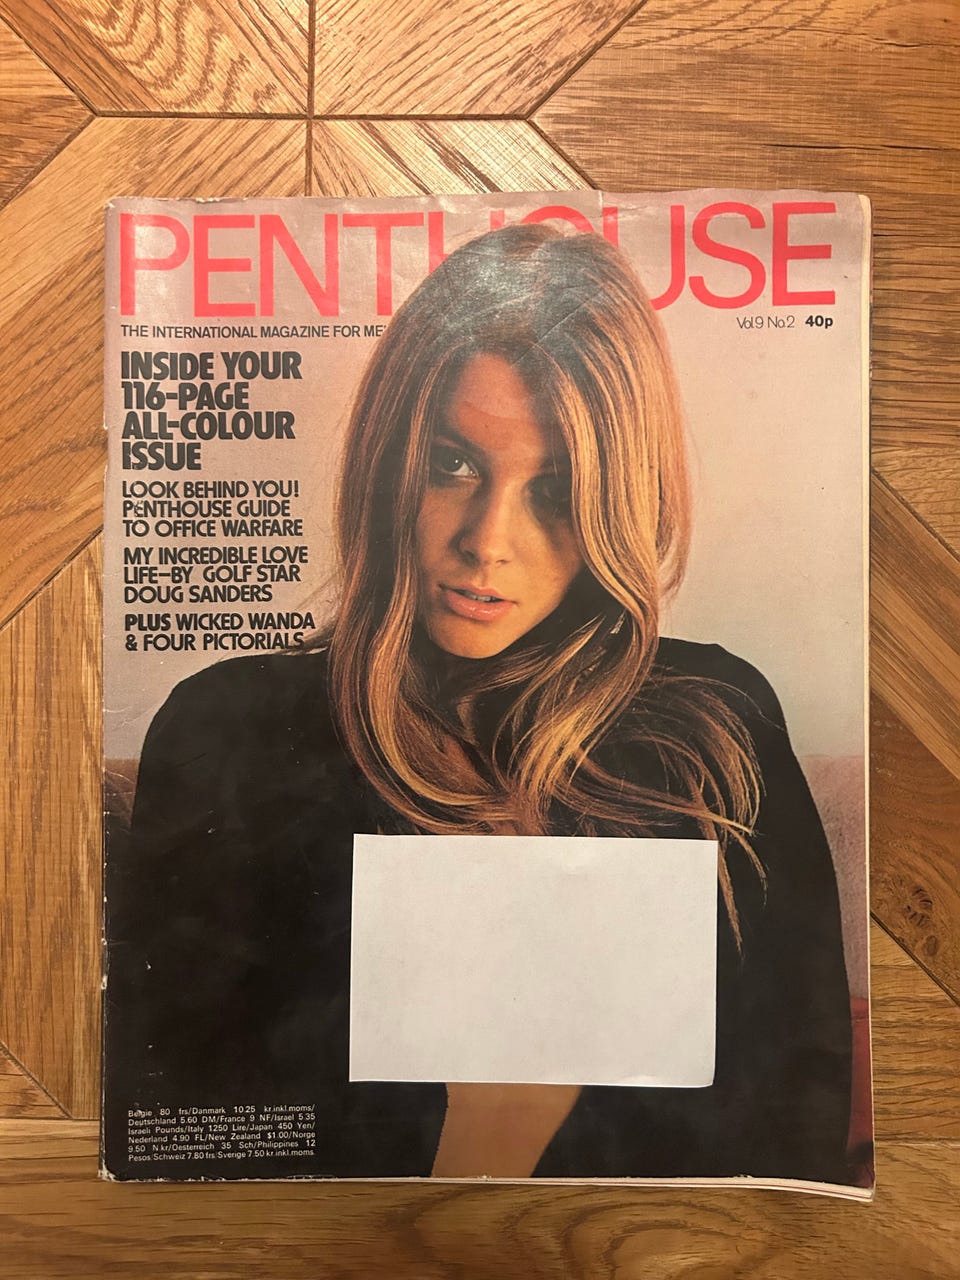 PENTHOUSE
THE INTERNATIONAL MAGAZINE FOR ME
Vol.9 No.2 40p
INSIDE YOUR
116-PAGE
ALL-COLOUR
ISSUE
LOOK BEHIND YOU!
PENTHOUSE GUIDE
TO OFFICE WARFARE
MY INCREDIBLE LOVE
LIFE-BY GOLF STAR
DOUG SANDERS
PLUS WICKED WANDA
& FOUR PICTORIALS
Belgie 80 frs/Danmark 10.25 kr.inkl.moms/
Deutschland 5.60 DM/France 9 NF/Israel 5.35
Israeli Pounds/Italy 1250 Lire/Japan 450 Yen/
Nederland 4.90 FL/New Zealand $1.00/Norge
9.50 N.kr/Oesterreich 35 Sch/Philippines 12
Pesos/Schweiz 7.80 frs/Sverige 7.50 kr.inkl.moms.